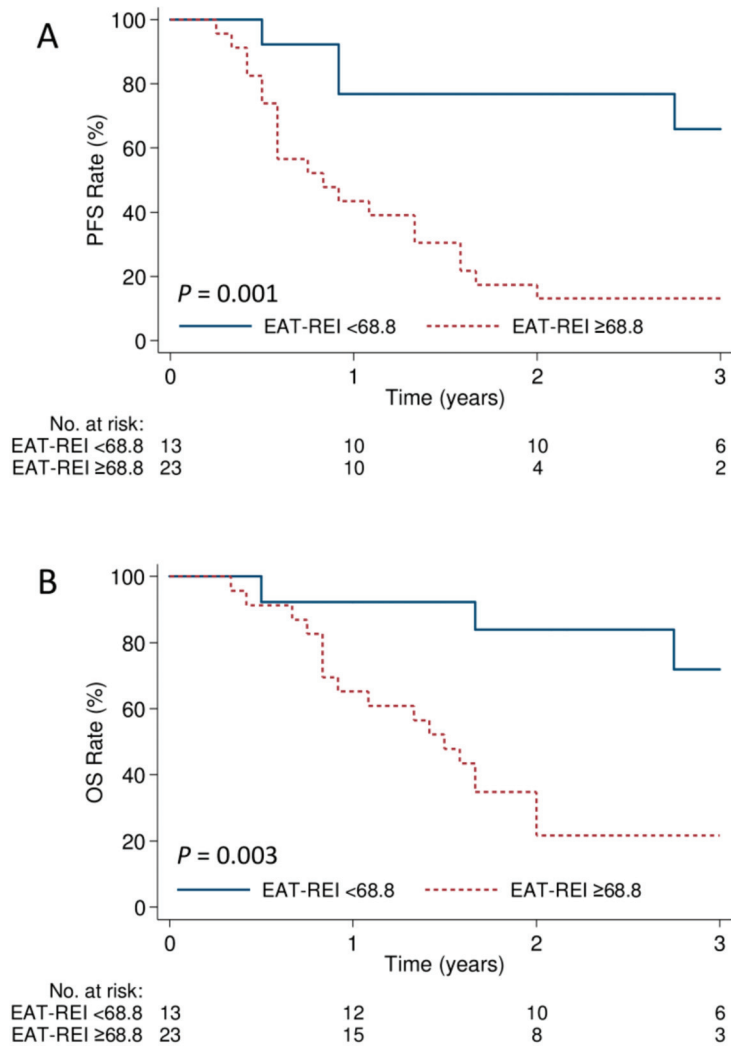 A
100
80
60
40
20
0
PFS Rate (%)
P = 0.001
EAT-REI <68.8 EAT-REI ≥68.8
0 1 2 3
Time (years)
No. at risk:
EAT-REI <68.8 13 10 10 6
EAT-REI ≥68.8 23 10 4 2
B
100
80
60
40
20
0
OS Rate (%)
P = 0.003
EAT-REI <68.8 EAT-REI ≥68.8
0 1 2 3
Time (years)
No. at risk:
EAT-REI <68.8 13 12 10 6
EAT-REI ≥68.8 23 15 8 3